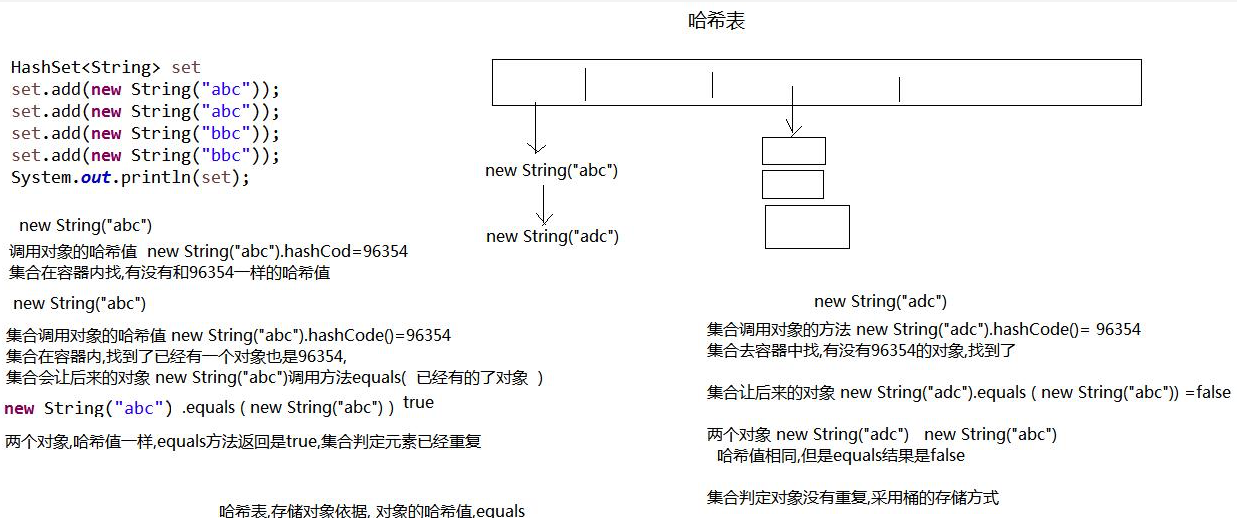 哈希表
HashSet<String> set
set.add(new String("abc"));
set.add(new String("abc"));
set.add(new String("bbc"));
set.add(new String("bbc"));
System.out.println(set);
new String("abc")
new String("adc")
new String("abc")
调用对象的哈希值 new String("abc").hashCod=96354
集合在容器内找,有没有和96354一样的哈希值
new String("abc")
集合调用对象的哈希值 new String("abc").hashCode()=96354
集合在容器内,找到了已经有一个对象也是96354,
集合会让后来的对象 new String("abc")调用方法equals( 已经有的了对象 )
new String("abc") .equals ( new String("abc") ) true
两个对象,哈希值一样,equals方法返回是true,集合判定元素已经重复
new String("adc")
集合调用对象的方法 new String("adc").hashCode()= 96354
集合去容器中找,有没有96354的对象,找到了
集合让后来的对象 new String("adc").equals ( new String("abc")) =false
两个对象 new String("adc") new String("abc")
哈希值相同,但是equals结果是false
集合判定对象没有重复,采用桶的存储方式
哈希表,存储对象依据, 对象的哈希值,equals